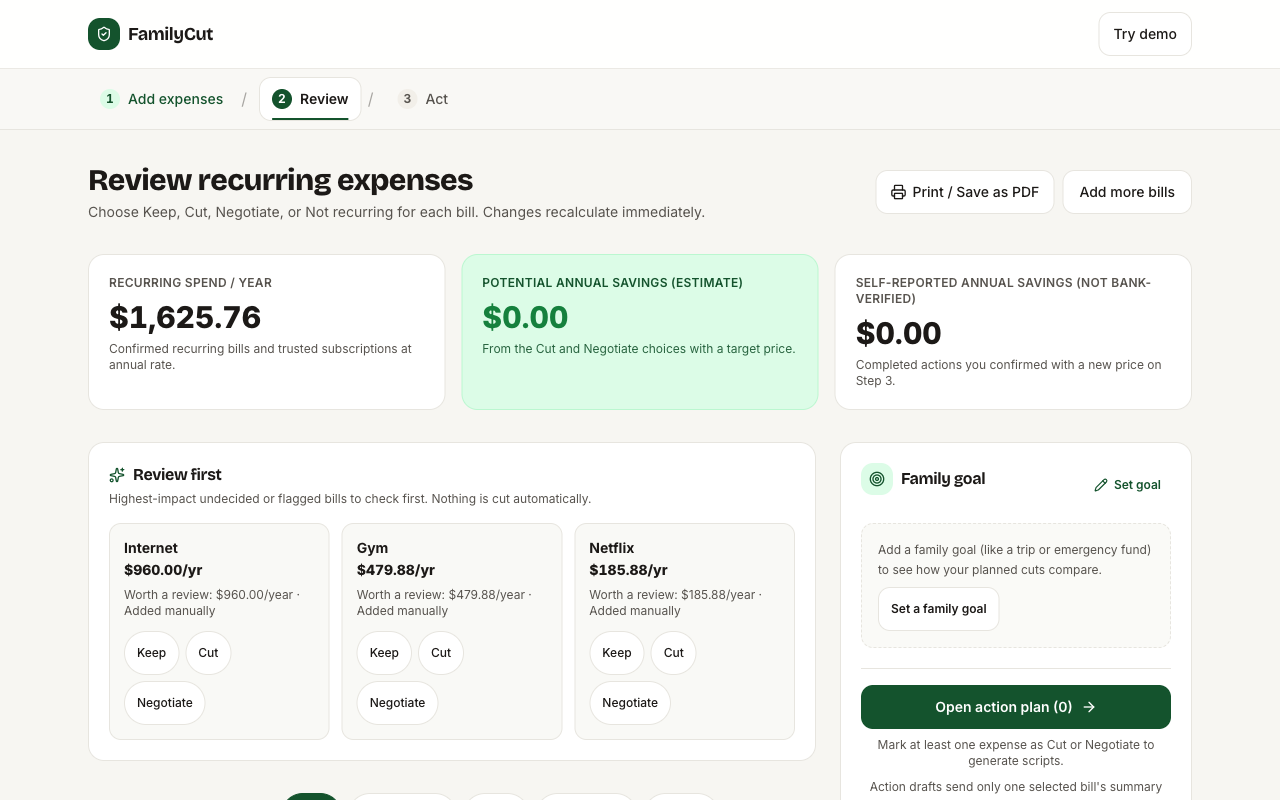 FamilyCut
Try demo
1 Add expenses / 2 Review / 3 Act
Review recurring expenses
Choose Keep, Cut, Negotiate, or Not recurring for each bill. Changes recalculate immediately.
Print / Save as PDF
Add more bills
RECURRING SPEND / YEAR
$1,625.76
Confirmed recurring bills and trusted subscriptions at
annual rate.
POTENTIAL ANNUAL SAVINGS (ESTIMATE)
$0.00
From the Cut and Negotiate choices with a target price.
SELF-REPORTED ANNUAL SAVINGS (NOT BANK-
VERIFIED)
$0.00
Completed actions you confirmed with a new price on
Step 3.
Review first
Highest-impact undecided or flagged bills to check first. Nothing is cut automatically.
Internet
$960.00/yr
Worth a review: $960.00/year ·
Added manually
Keep
Cut
Negotiate
Gym
$479.88/yr
Worth a review: $479.88/year ·
Added manually
Keep
Cut
Negotiate
Netflix
$185.88/yr
Worth a review: $185.88/year ·
Added manually
Keep
Cut
Negotiate
Family goal
Set goal
Add a family goal (like a trip or emergency fund)
to see how your planned cuts compare.
Set a family goal
Open action plan (0)
Mark at least one expense as Cut or Negotiate to
generate scripts.
Action drafts send only one selected bill's summary